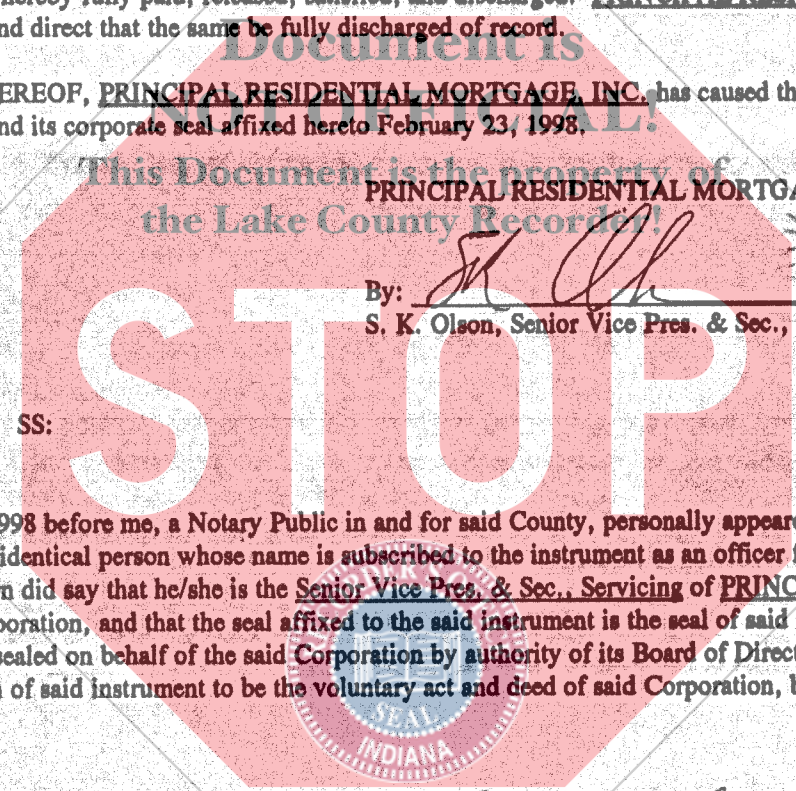 hereby fully paid, released, satisfied, and discharged.
nd direct that the same be fully discharged of record.
Document is
EREOF, PRINCIPAL RESIDENTIAL MORTGAGE, INC. has caused th
NOT OFFICIAL!
nd its corporate seal affixed hereto February 23, 1998.
This Document is the property of
PRINCIPAL RESIDENTIAL MORTGA
the Lake County Recorder!
By:
S. K. Olson, Senior Vice Pres. & Sec.,
STOP
SS:
998 before me, a Notary Public in and for said County, personally appeare
identical person whose name is subscribed to the instrument as an officer f
n did say that he/she is the Senior Vice Pres. & Sec., Servicing of PRINC
poration, and that the seal affixed to the said instrument is the seal of said
sealed on behalf of the said Corporation by authority of its Board of Direct
n of said instrument to be the voluntary act and deed of said Corporation, b
SEAL
INDIANA